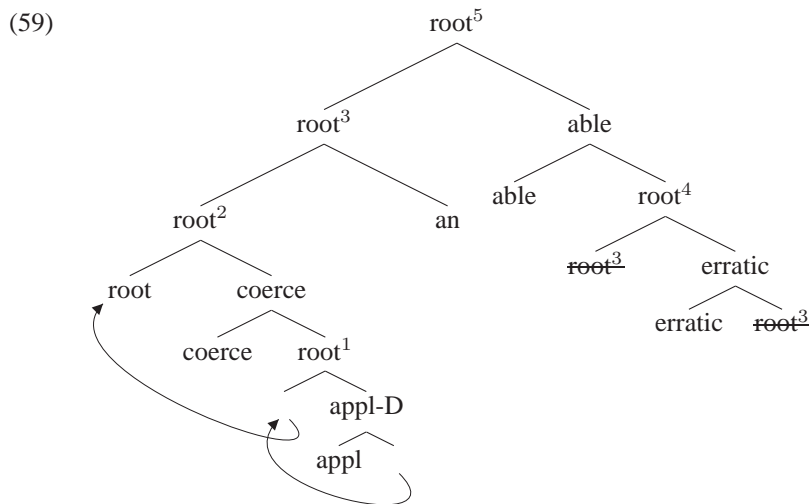 (59)
root⁵
root³ able
able root⁴
root² an
root³ erratic
root coerce
erratic root³
coerce root¹
appl-D
appl